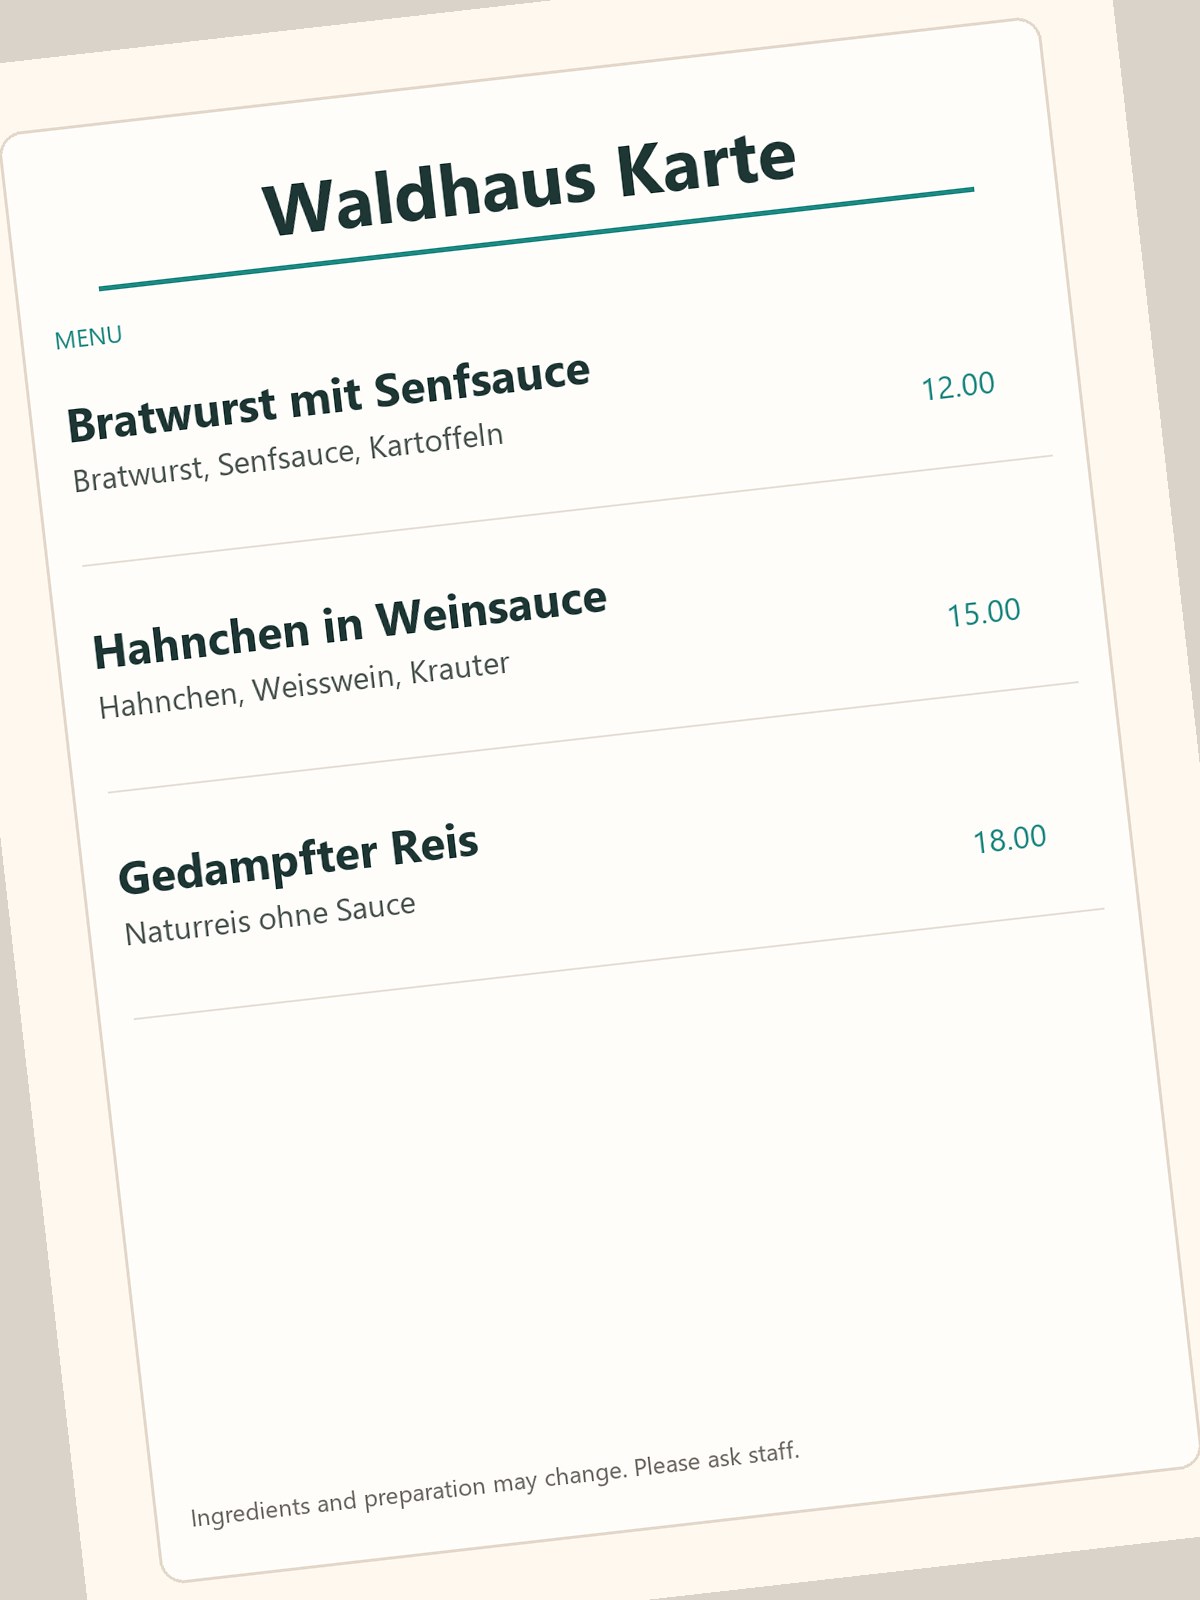 Waldhaus Karte
MENU
Bratwurst mit Senfsauce
12.00
Bratwurst, Senfsauce, Kartoffeln
Hahnchen in Weinsauce
15.00
Hahnchen, Weisswein, Krauter
Gedampfter Reis
18.00
Naturreis ohne Sauce
Ingredients and preparation may change. Please ask staff.